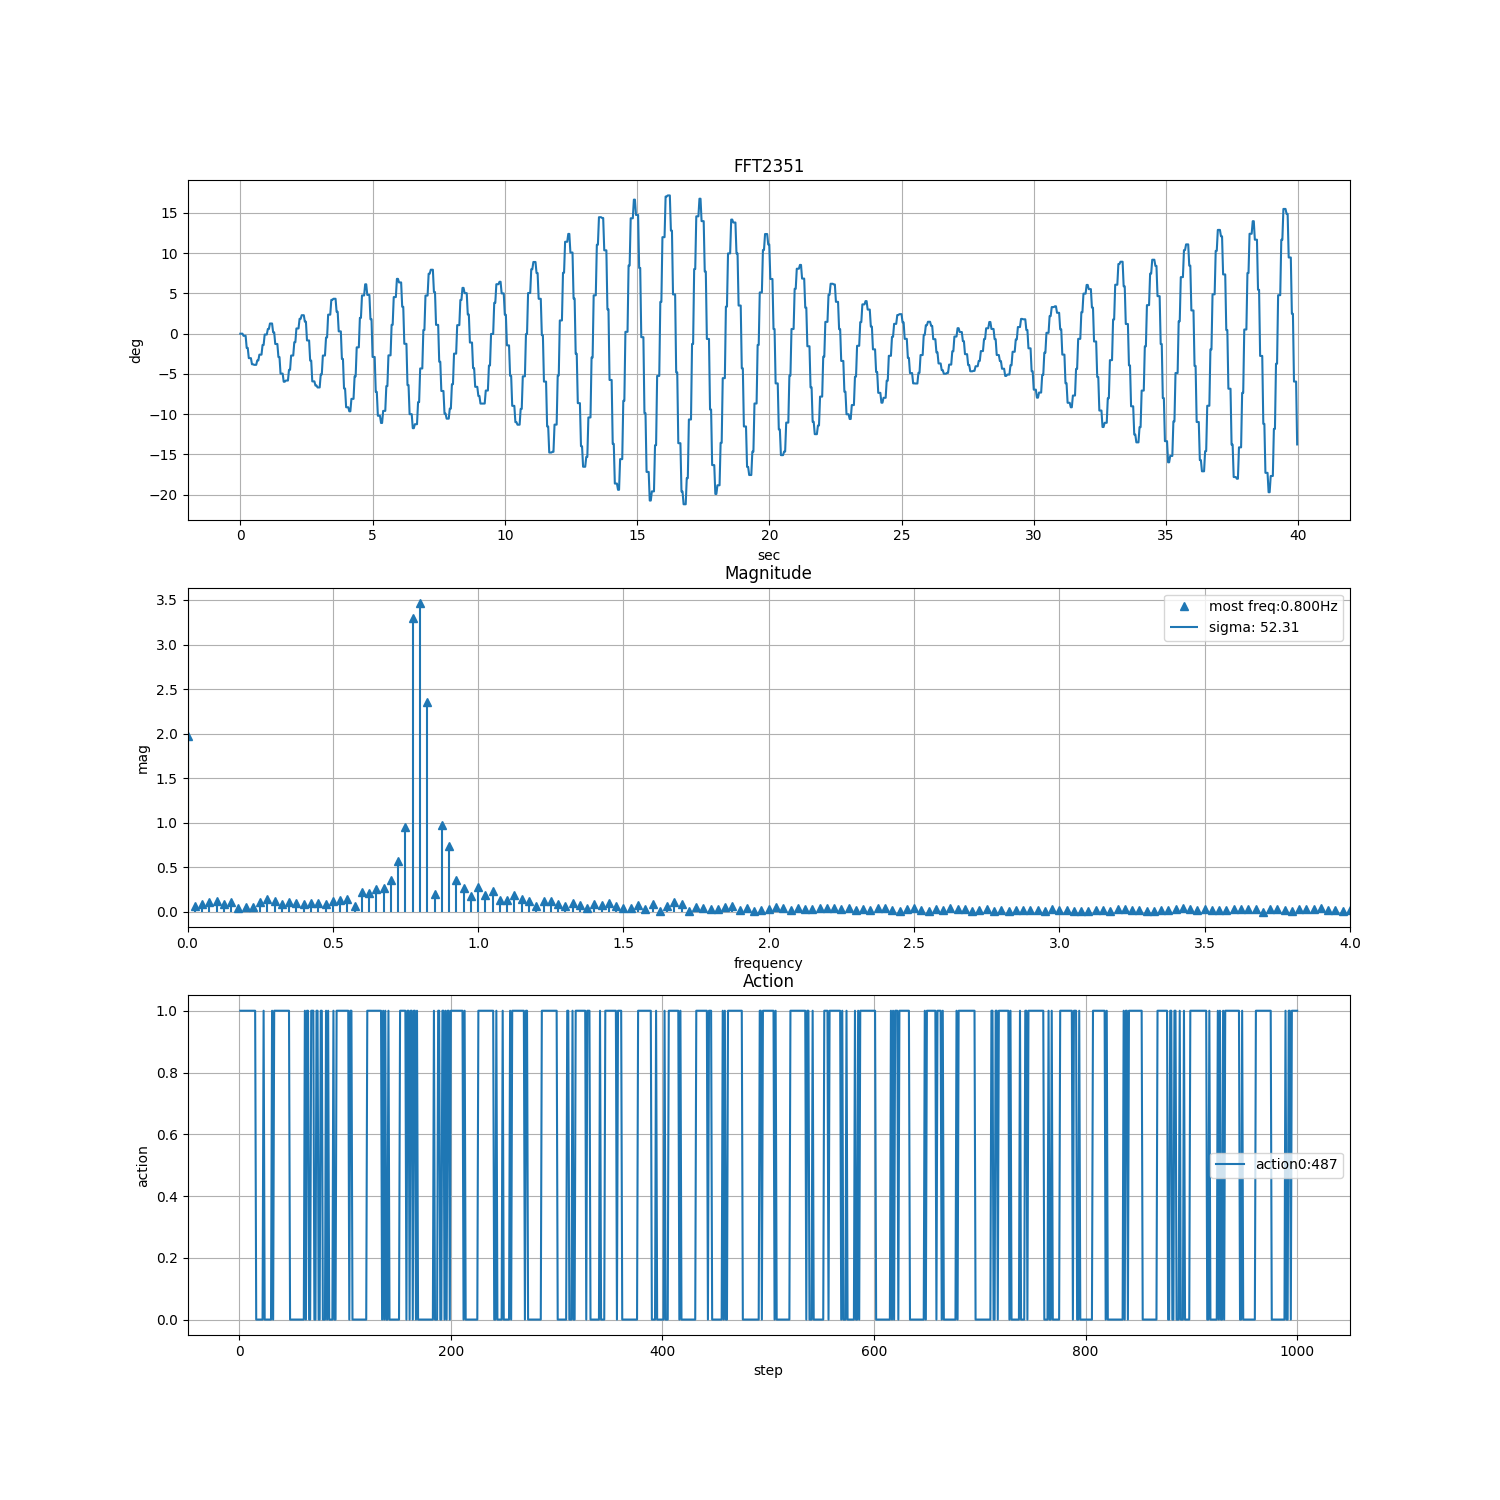 FFT2351
15
10
5
0
−5
−10
−15
−20
deg
0 5 10 15 20 25 30 35 40
sec
Magnitude
most freq:0.800Hz
sigma: 52.31
3.5
3.0
2.5
2.0
1.5
1.0
0.5
0.0
mag
0.0 0.5 1.0 1.5 2.0 2.5 3.0 3.5 4.0
frequency
Action
1.0
0.8
0.6
0.4
0.2
0.0
action
action0:487
0 200 400 600 800 1000
step